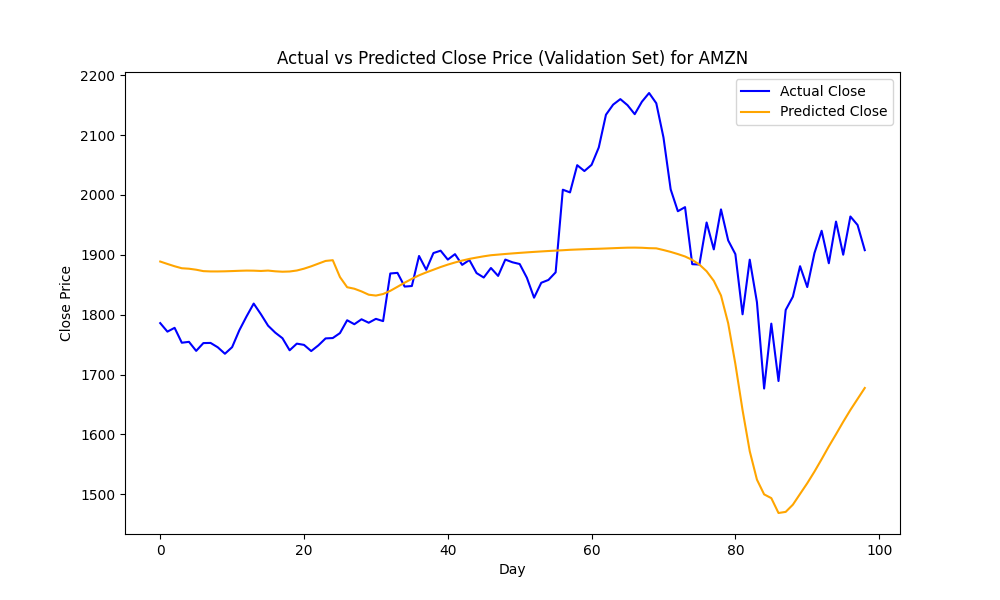 Actual vs Predicted Close Price (Validation Set) for AMZN
Actual Close
Predicted Close
Close Price
2200
2100
2000
1900
1800
1700
1600
1500
0 20 40 60 80 100
Day